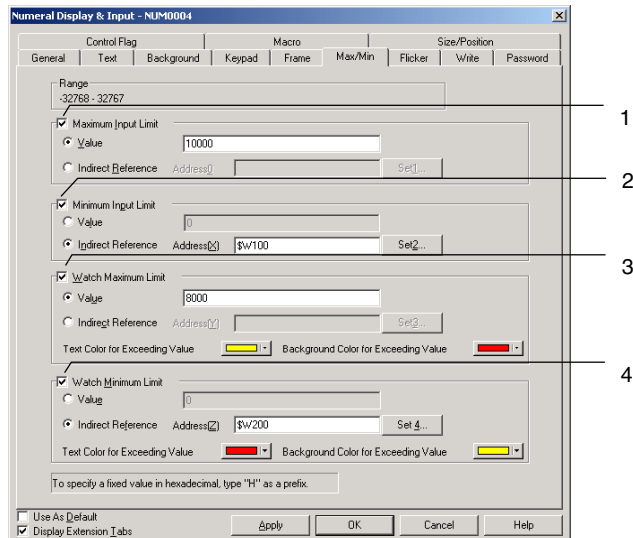 Numeral Display & Input - NUM0004
Control Flag Macro Size/Position
General Text Background Keypad Frame Max/Min Flicker Write Password
Range
-32768 - 32767
1
Maximum Input Limit
Value 10000
Indirect Reference Address0 Set1...
2
Minimum Input Limit
Value 0
Indirect Reference Address(X) $W100 Set2...
3
Watch Maximum Limit
Value 8000
Indirect Reference Address(Y) Set3...
Text Color for Exceeding Value Background Color for Exceeding Value
4
Watch Minimum Limit
Value 0
Indirect Reference Address(Z) $W200 Set 4...
Text Color for Exceeding Value Background Color for Exceeding Value
To specify a fixed value in hexadecimal, type "H" as a prefix.
Use As Default
Display Extension Tabs
Apply OK Cancel Help